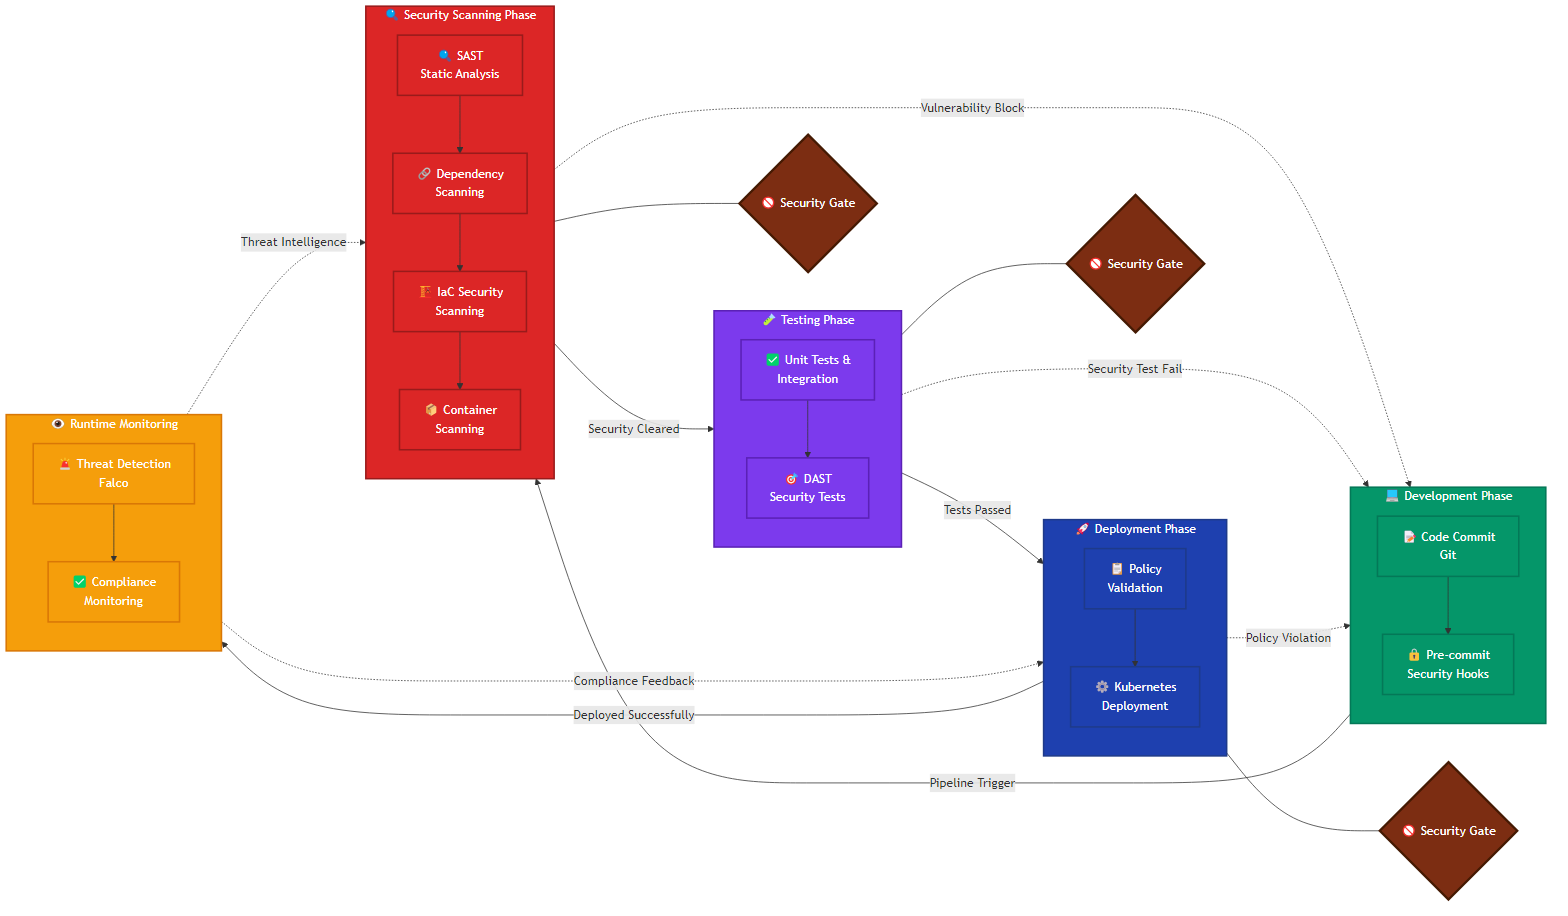 🔍 Security Scanning Phase
🔍 SAST
Static Analysis
🔗 Dependency
Scanning
🏗️ IaC Security
Scanning
📦 Container
Scanning
Vulnerability Block
🚫 Security Gate
🚫 Security Gate
Threat Intelligence
🧪 Testing Phase
✅ Unit Tests &
Integration
🎯 DAST
Security Tests
Security Test Fail
Security Cleared
👁️ Runtime Monitoring
🚨 Threat Detection
Falco
✅ Compliance
Monitoring
Tests Passed
🚀 Deployment Phase
📋 Policy
Validation
⚙️ Kubernetes
Deployment
💻 Development Phase
📝 Code Commit
Git
🔒 Pre-commit
Security Hooks
Policy Violation
Compliance Feedback
Deployed Successfully
Pipeline Trigger
🚫 Security Gate